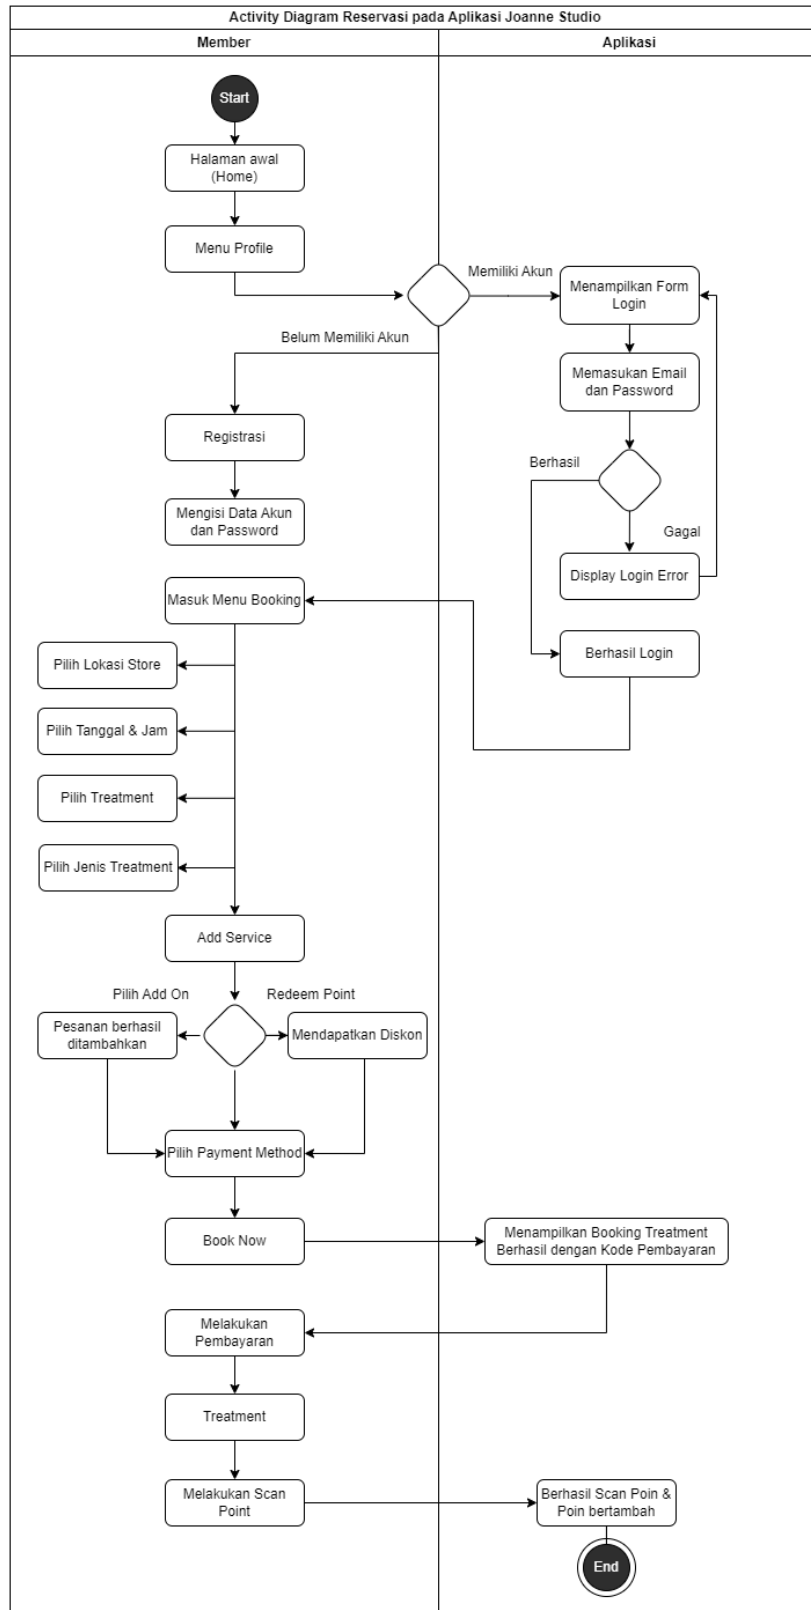 Activity Diagram Reservasi pada Aplikasi Joanne Studio
Member
Aplikasi
Start
Halaman awal
(Home)
Menu Profile
Memiliki Akun
Menampilkan Form
Login
Belum Memiliki Akun
Memasukan Email
dan Password
Registrasi
Berhasil
Mengisi Data Akun
dan Password
Gagal
Display Login Error
Masuk Menu Booking
Berhasil Login
Pilih Lokasi Store
Pilih Tanggal & Jam
Pilih Treatment
Pilih Jenis Treatment
Add Service
Pilih Add On
Redeem Point
Pesanan berhasil
ditambahkan
Mendapatkan Diskon
Pilih Payment Method
Book Now
Menampilkan Booking Treatment
Berhasil dengan Kode Pembayaran
Melakukan
Pembayaran
Treatment
Melakukan Scan
Point
Berhasil Scan Poin &
Poin bertambah
End